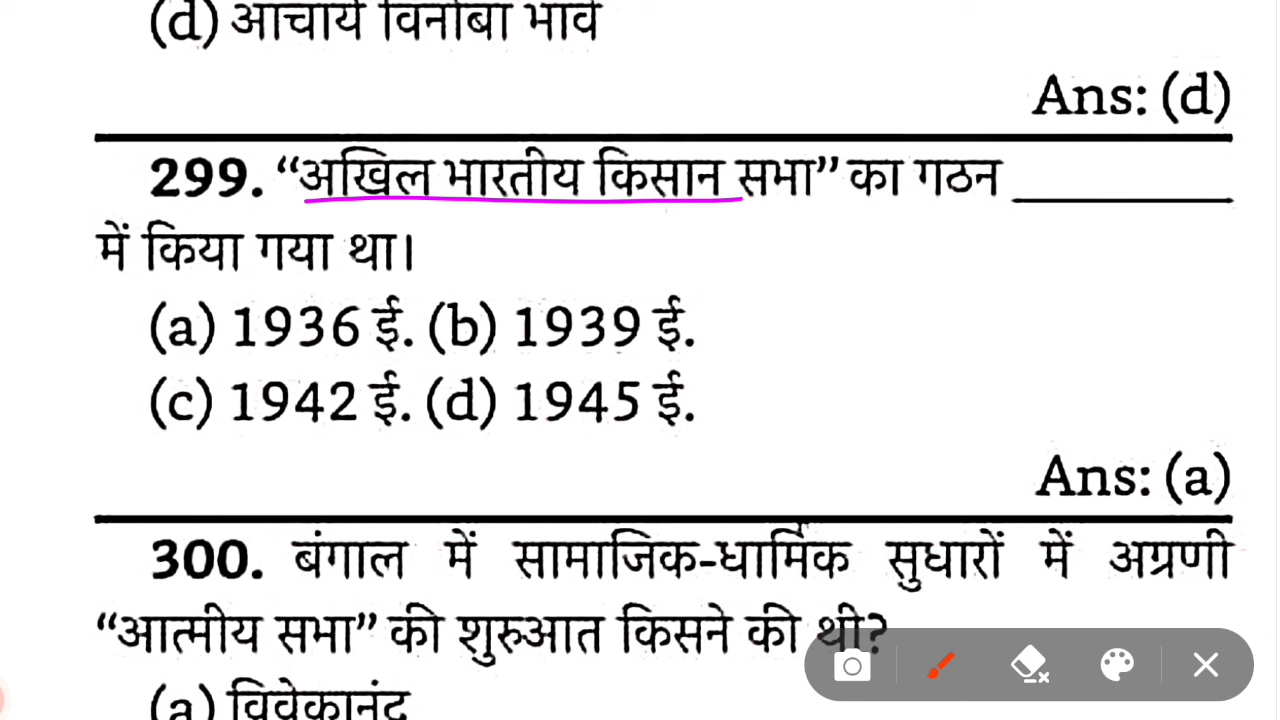 (d) आचार्य विनोबा भावे
Ans: (d)
299. “अखिल भारतीय किसान सभा” का गठन ________
में किया गया था।
(a) 1936 ई. (b) 1939 ई.
(c) 1942 ई. (d) 1945 ई.
Ans: (a)
300. बंगाल में सामाजिक-धार्मिक सुधारों में अग्रणी
“आत्मीय सभा” की शुरुआत किसने की थी?
(a) विवेकानंद